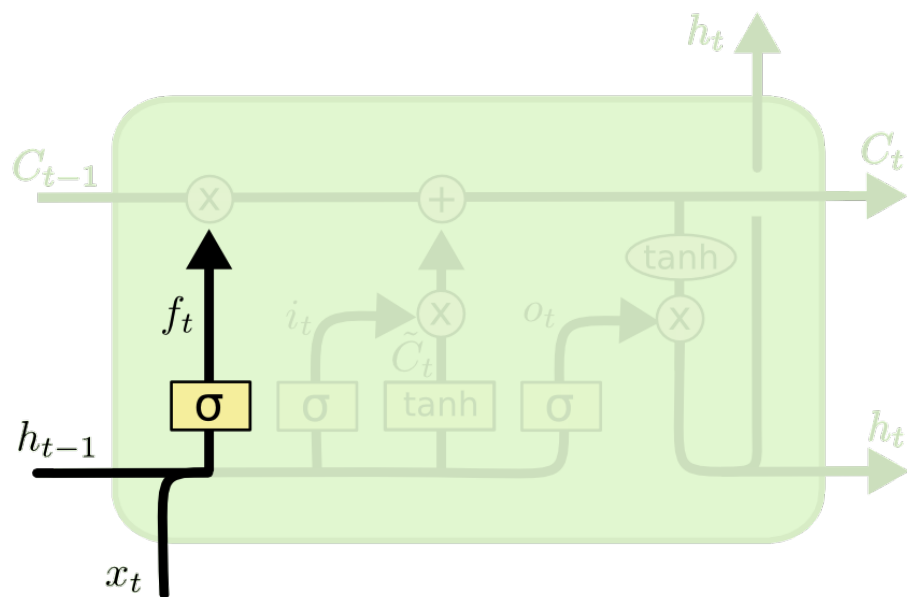 h_t
C_{t-1}
C_t
x
+
tanh
f_t
i_t
x
o_t
x
C̃_t
σ
σ
tanh
σ
h_{t-1}
h_t
x_t